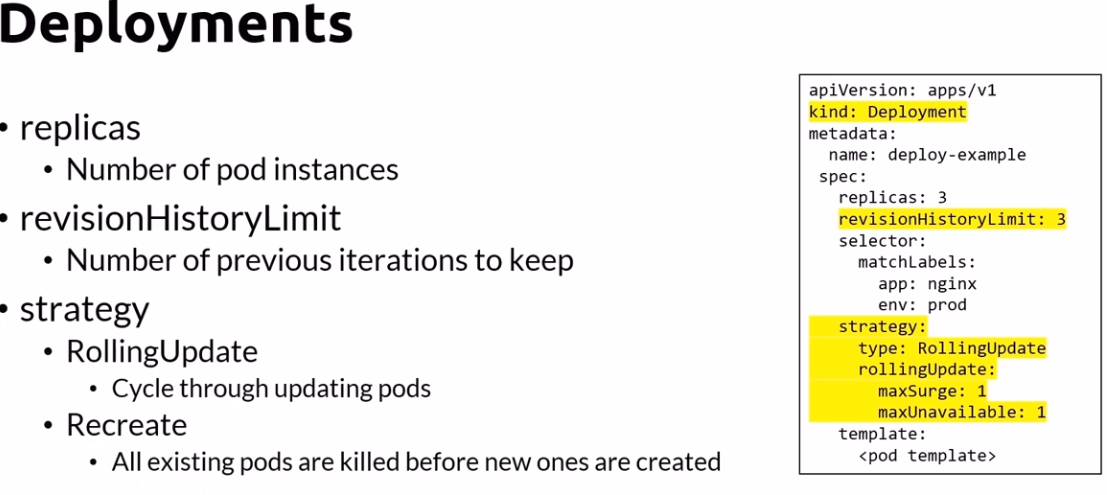 Deployments
• replicas
• Number of pod instances
• revisionHistoryLimit
• Number of previous iterations to keep
• strategy
• RollingUpdate
• Cycle through updating pods
• Recreate
• All existing pods are killed before new ones are created
apiVersion: apps/v1
kind: Deployment
metadata:
  name: deploy-example
 spec:
   replicas: 3
   revisionHistoryLimit: 3
   selector:
     matchLabels:
       app: nginx
       env: prod
   strategy:
     type: RollingUpdate
     rollingUpdate:
       maxSurge: 1
       maxUnavailable: 1
   template:
     <pod template>